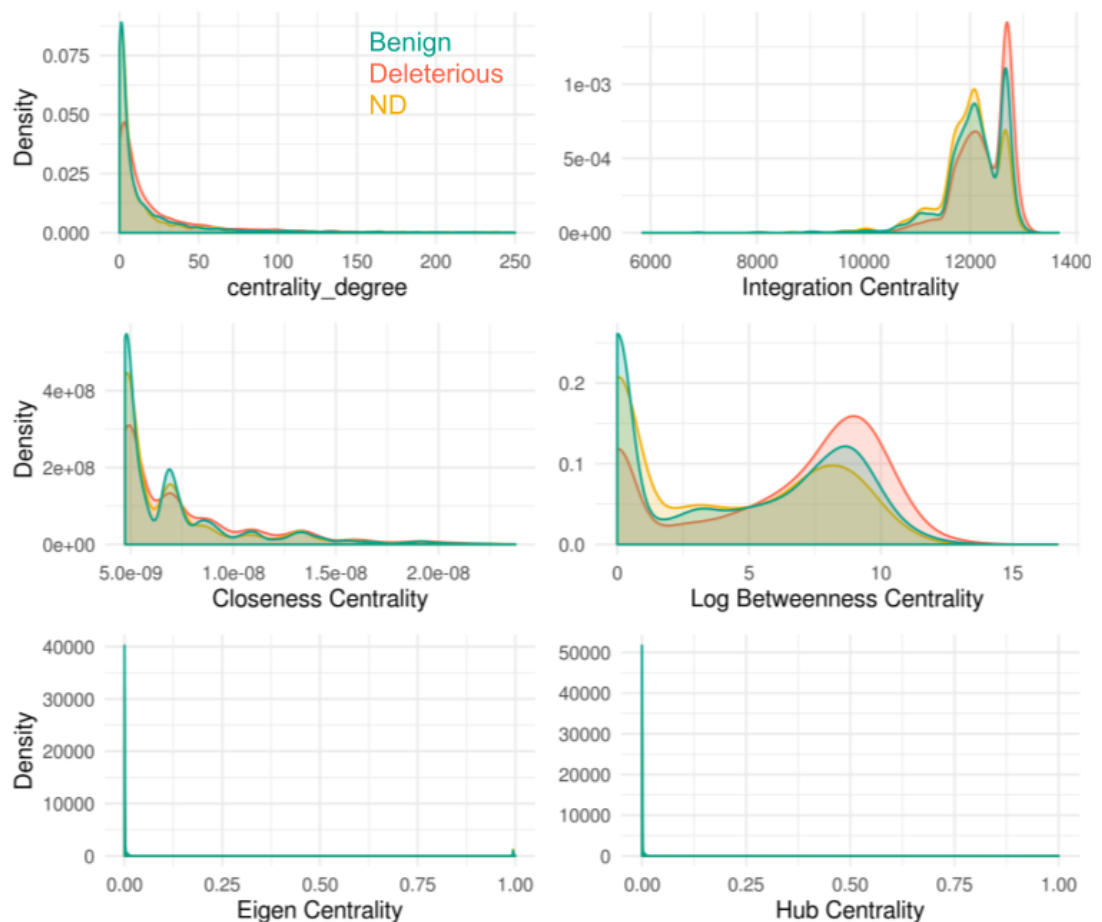 Benign
Deleterious
ND
Density
0.075
0.050
0.025
0.000
0
50
100
150
200
250
centrality_degree
1e-03
5e-04
0e+00
6000
8000
10000
12000
1400
Integration Centrality
Density
4e+08
2e+08
0e+00
5.0e-09
1.0e-08
1.5e-08
2.0e-08
Closeness Centrality
0.2
0.1
0.0
0
5
10
15
Log Betweenness Centrality
Density
40000
30000
20000
10000
0
0.00
0.25
0.50
0.75
1.00
Eigen Centrality
50000
40000
30000
20000
10000
0
0.00
0.25
0.50
0.75
1.00
Hub Centrality